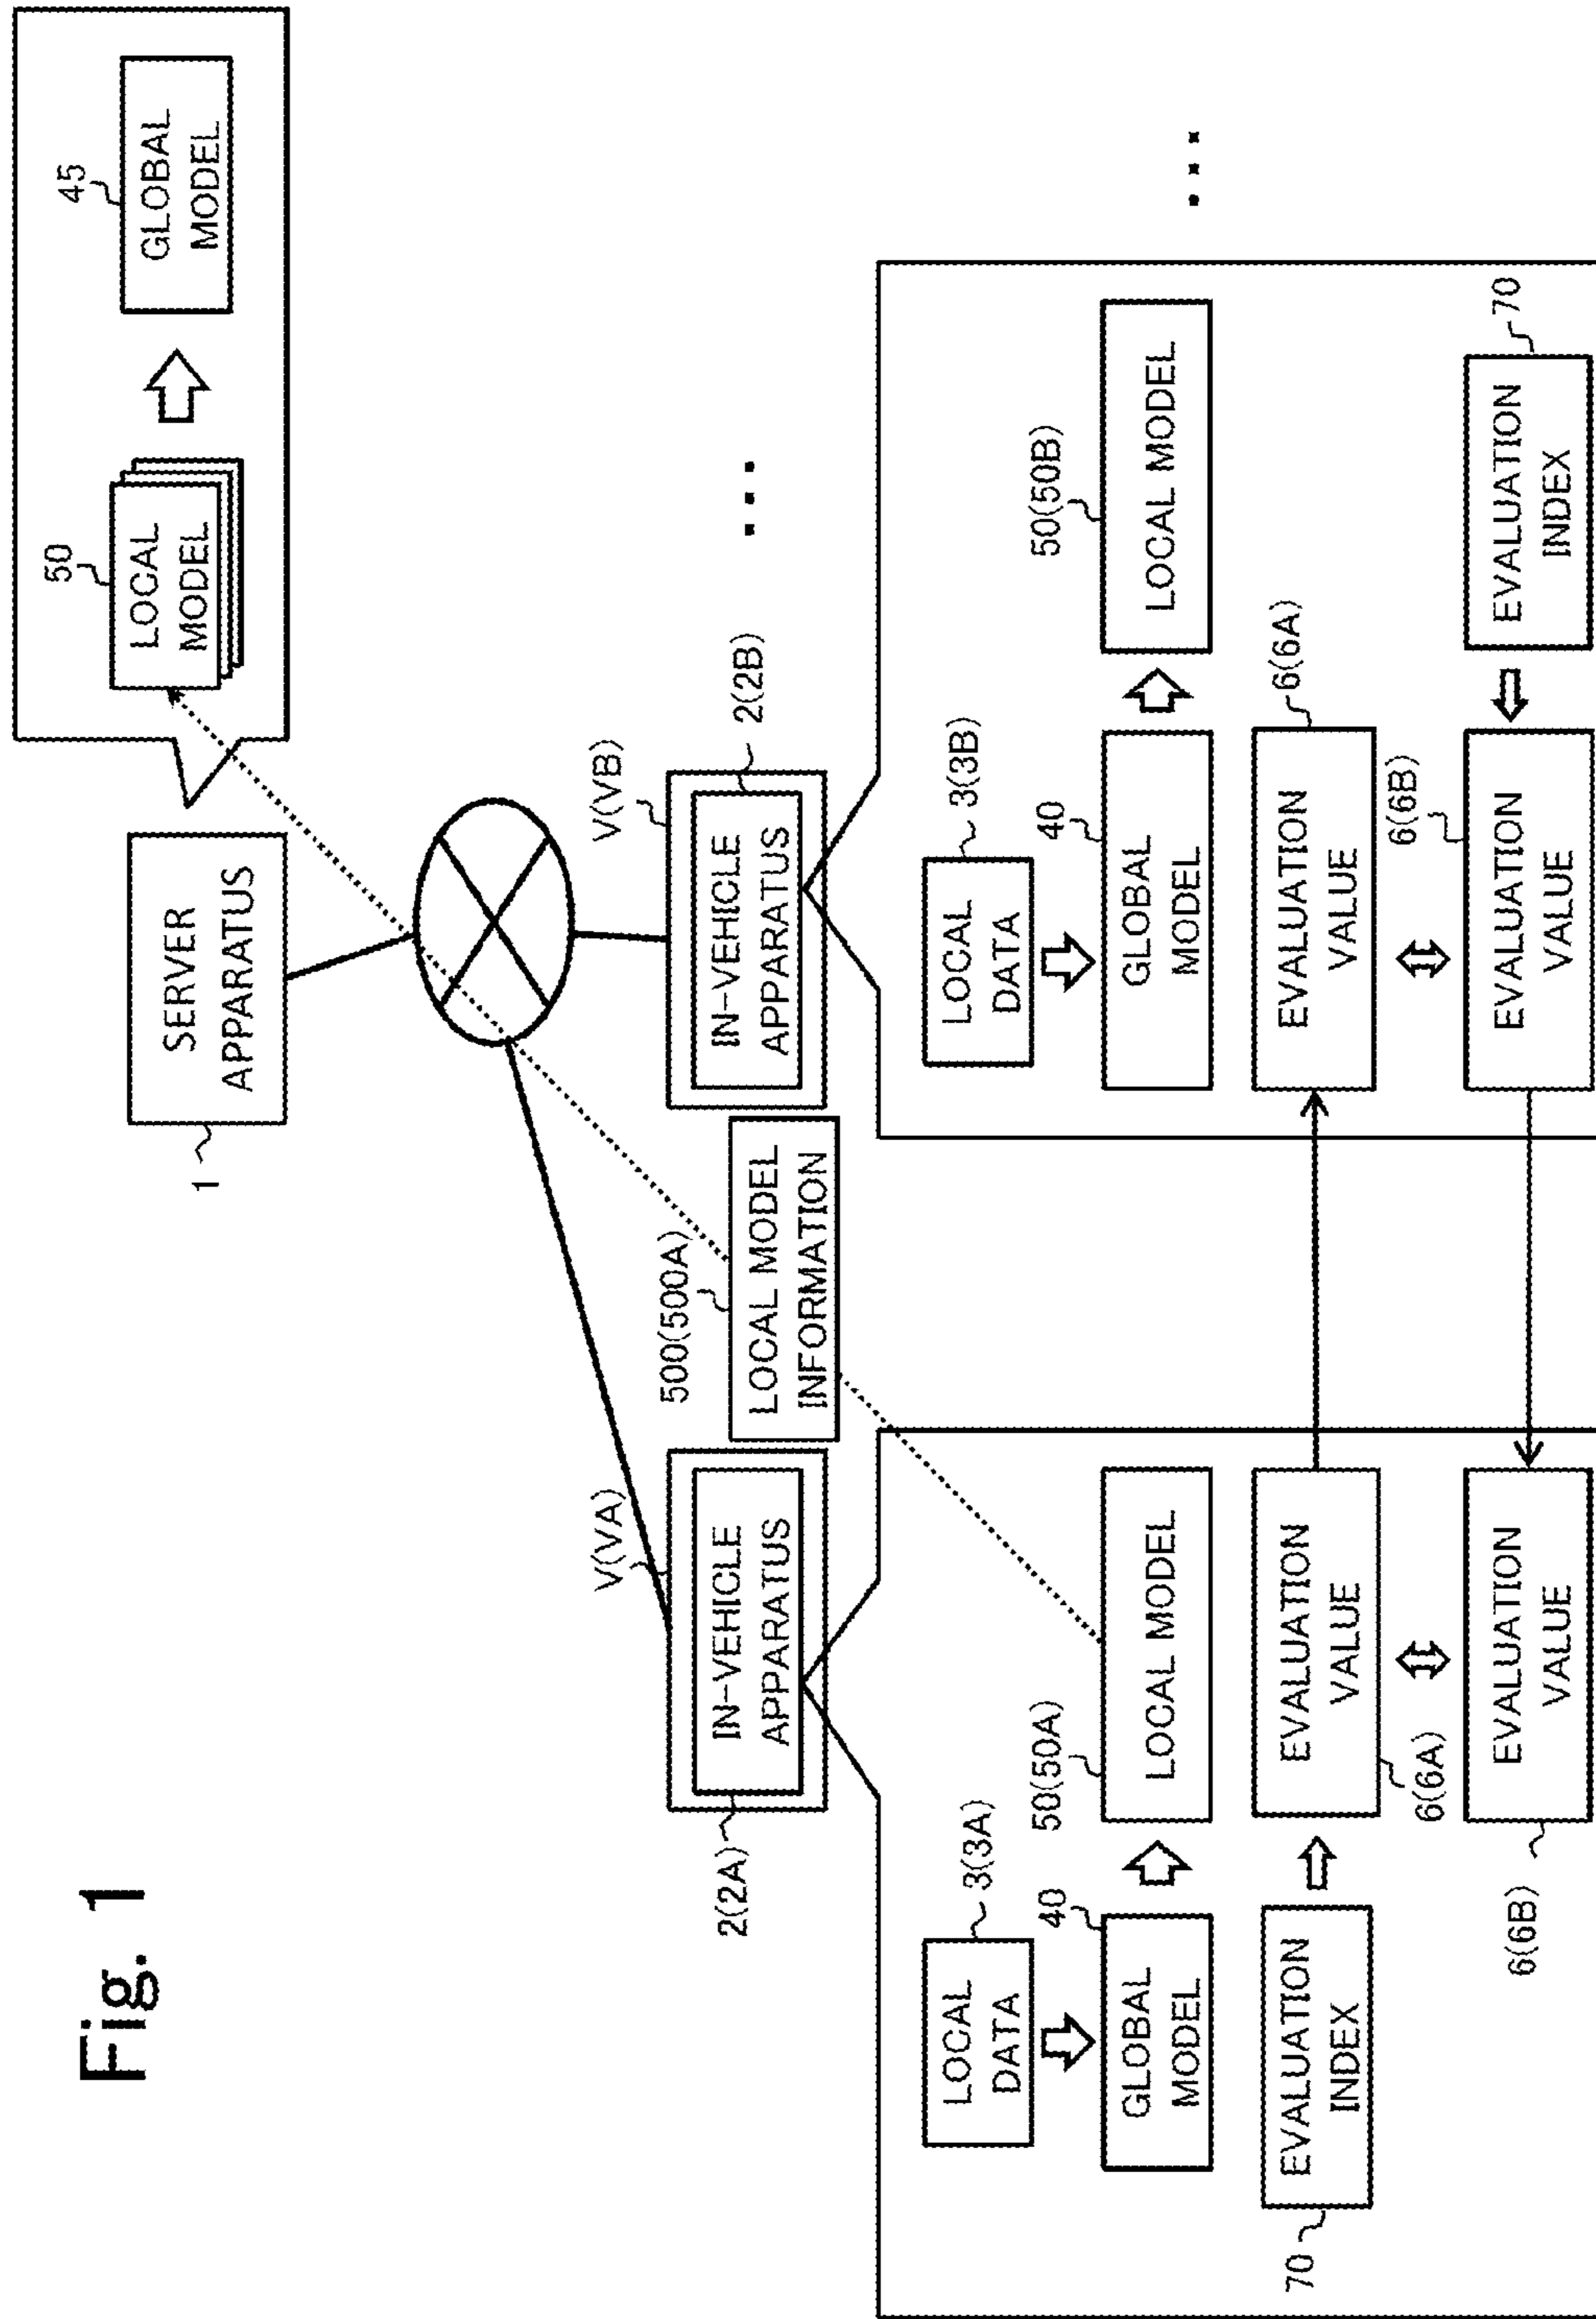 Fig. 1
50
LOCAL
MODEL
45
GLOBAL
MODEL
SERVER
APPARATUS
1
V(VA)
IN-VEHICLE
APPARATUS
2(2A)
500(500A)
LOCAL MODEL
INFORMATION
V(VB)
IN-VEHICLE
APPARATUS
2(2B)
...
LOCAL
DATA
3(3A)
40
GLOBAL
MODEL
50(50A)
LOCAL MODEL
70
EVALUATION
INDEX
EVALUATION
VALUE
6(6A)
EVALUATION
VALUE
6(6B)
LOCAL
DATA
3(3B)
40
GLOBAL
MODEL
50(50B)
LOCAL MODEL
6(6A)
EVALUATION
VALUE
6(6B)
EVALUATION
VALUE
70
EVALUATION
INDEX
...